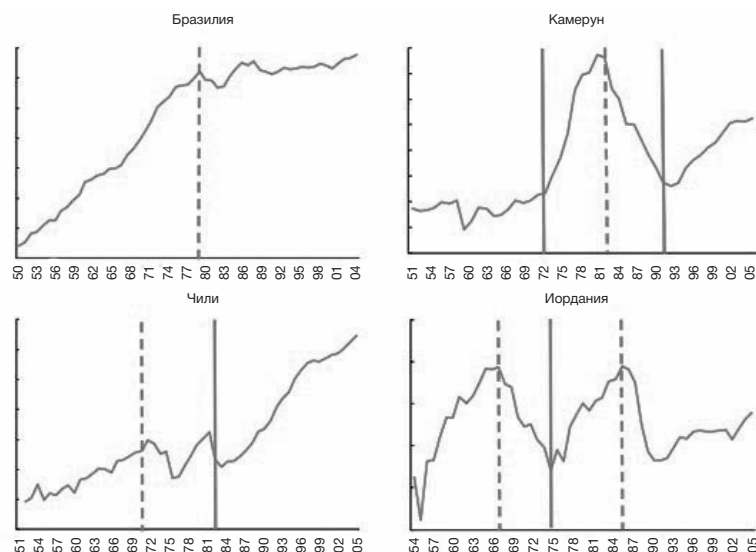 Бразилия
Камерун
50 53 56 59 62 65 68 71 74 77 80 83 86 89 92 95 98 01 04
51 54 57 60 63 66 69 72 75 78 81 84 87 90 93 96 99 02 05
Чили
Иордания
51 54 57 60 63 66 69 72 75 78 81 84 87 90 93 96 99 02 05
54 57 60 63 66 69 72 75 78 81 84 87 90 93 96 99 02 05